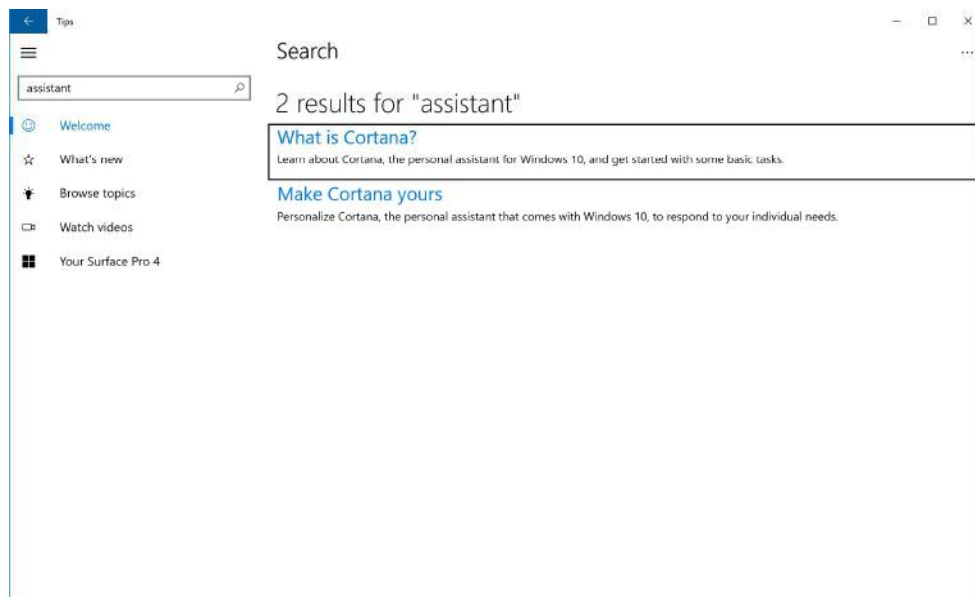 Tips
Search
assistant
2 results for "assistant"
Welcome
What is Cortana?
Learn about Cortana, the personal assistant for Windows 10, and get started with some basic tasks.
What's new
Browse topics
Make Cortana yours
Personalize Cortana, the personal assistant that comes with Windows 10, to respond to your individual needs.
Watch videos
Your Surface Pro 4